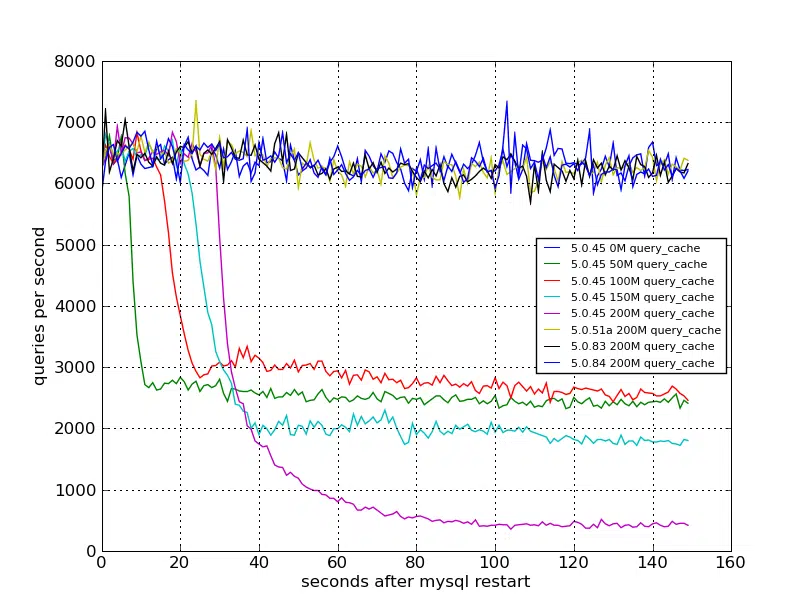 8000
7000
6000
5000
4000
3000
2000
1000
0
queries per second
5.0.45 0M query_cache
5.0.45 50M query_cache
5.0.45 100M query_cache
5.0.45 150M query_cache
5.0.45 200M query_cache
5.0.51a 200M query_cache
5.0.83 200M query_cache
5.0.84 200M query_cache
0 20 40 60 80 100 120 140 160
seconds after mysql restart